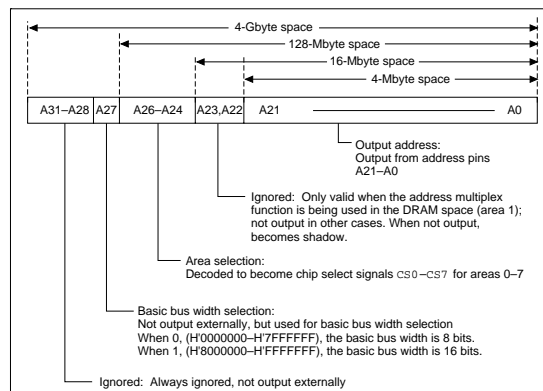 4-Gbyte space
128-Mbyte space
16-Mbyte space
4-Mbyte space
A31–A28 A27 A26–A24 A23,A22 A21 A0
Output address:
Output from address pins
A21–A0
Ignored: Only valid when the address multiplex
function is being used in the DRAM space (area 1);
not output in other cases. When not output,
becomes shadow.
Area selection:
Decoded to become chip select signals CS0–CS7 for areas 0–7
Basic bus width selection:
Not output externally, but used for basic bus width selection
When 0, (H'0000000–H'7FFFFFF), the basic bus width is 8 bits.
When 1, (H'8000000–H'FFFFFFF), the basic bus width is 16 bits.
Ignored: Always ignored, not output externally